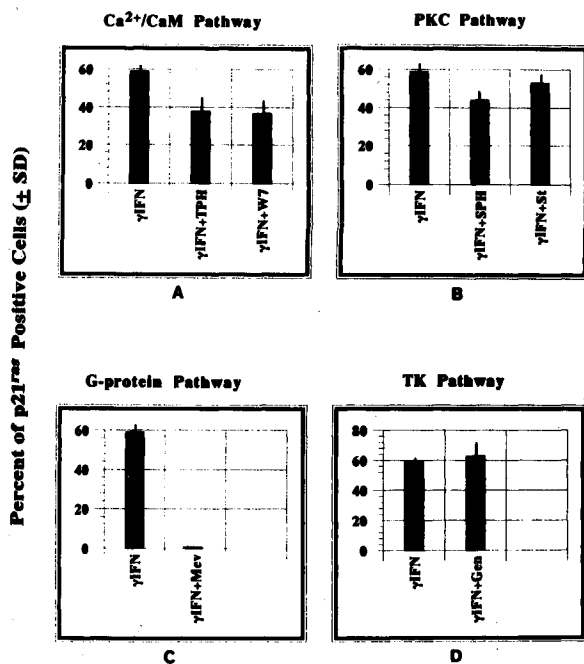 Percent of p21ras Positive Cells (± SD)
Ca2+/CaM Pathway
60
40
20
0
γIFN
γIFN+TPH
γIFN+W7
A
PKC Pathway
60
40
20
0
γIFN
γIFN+SPH
γIFN+St
B
G-protein Pathway
60
40
20
0
γIFN
γIFN+Mev
C
TK Pathway
80
60
40
20
0
γIFN
γIFN+Gen
D